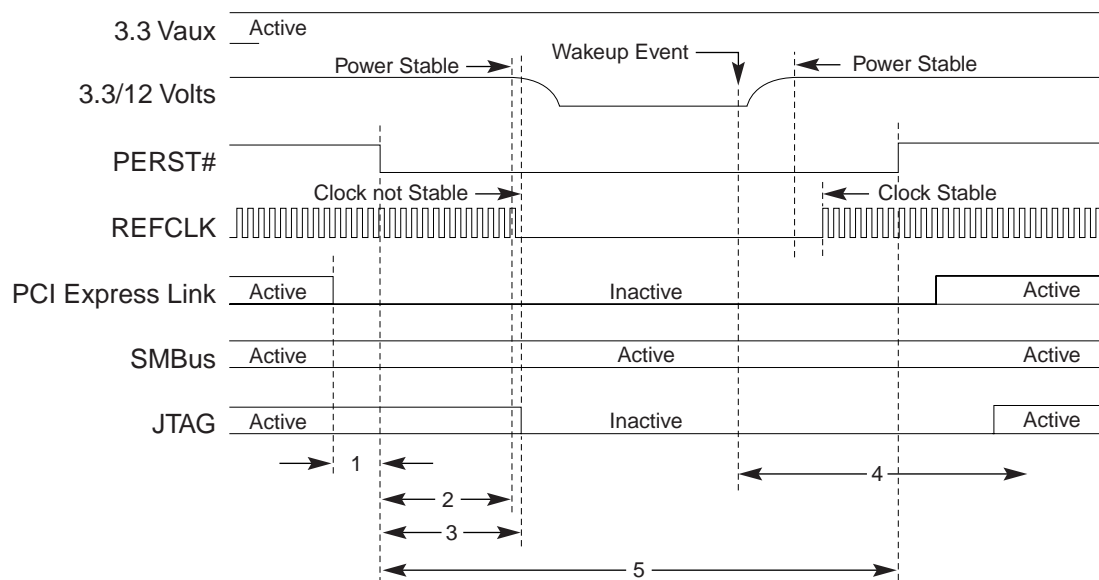 3.3 Vaux
Active
Power Stable
Wakeup Event
Power Stable
3.3/12 Volts
PERST#
Clock not Stable
Clock Stable
REFCLK
PCI Express Link
Active
Inactive
Active
SMBus
Active
Active
Active
JTAG
Active
Inactive
Active
1
4
2
3
5